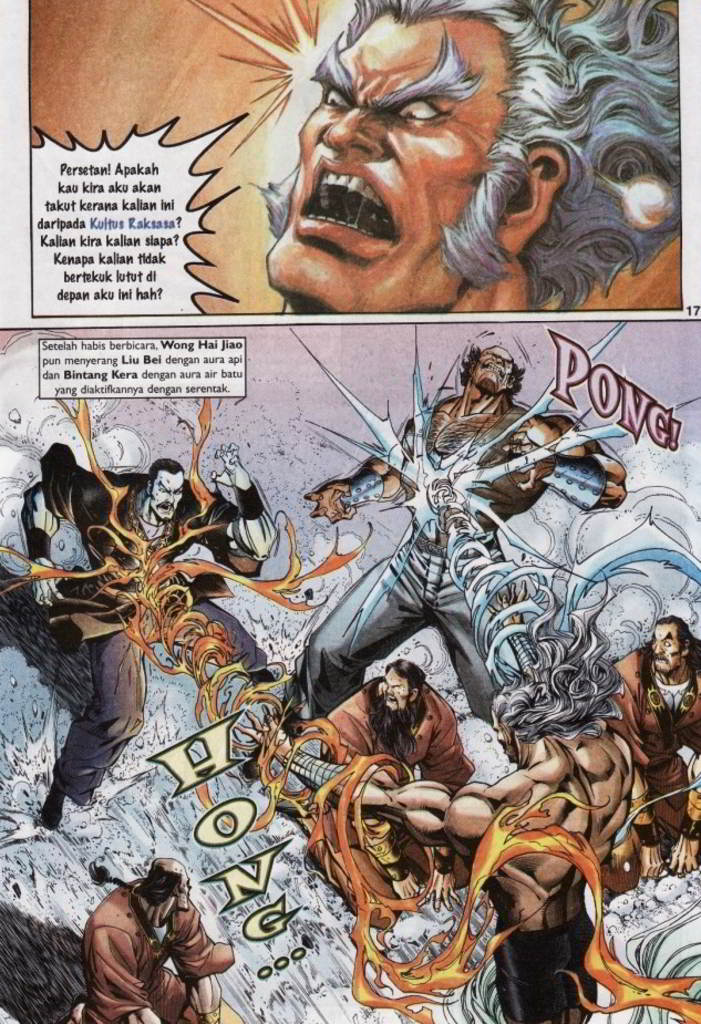 Persetan! Apakah
kau kira aku akan
takut kerana kalian ini
daripada Kultus Raksasa?
Kalian kira kalian siapa?
Kenapa kalian tidak
bertekuk lutut di
depan aku ini hah?
17
Setelah habis berbicara, Wong Hai Jiao
pun menyerang Liu Bei dengan aura api
dan Bintang Kera dengan aura air batu
yang diaktifkannya dengan serentak.
PONG!
HONG...